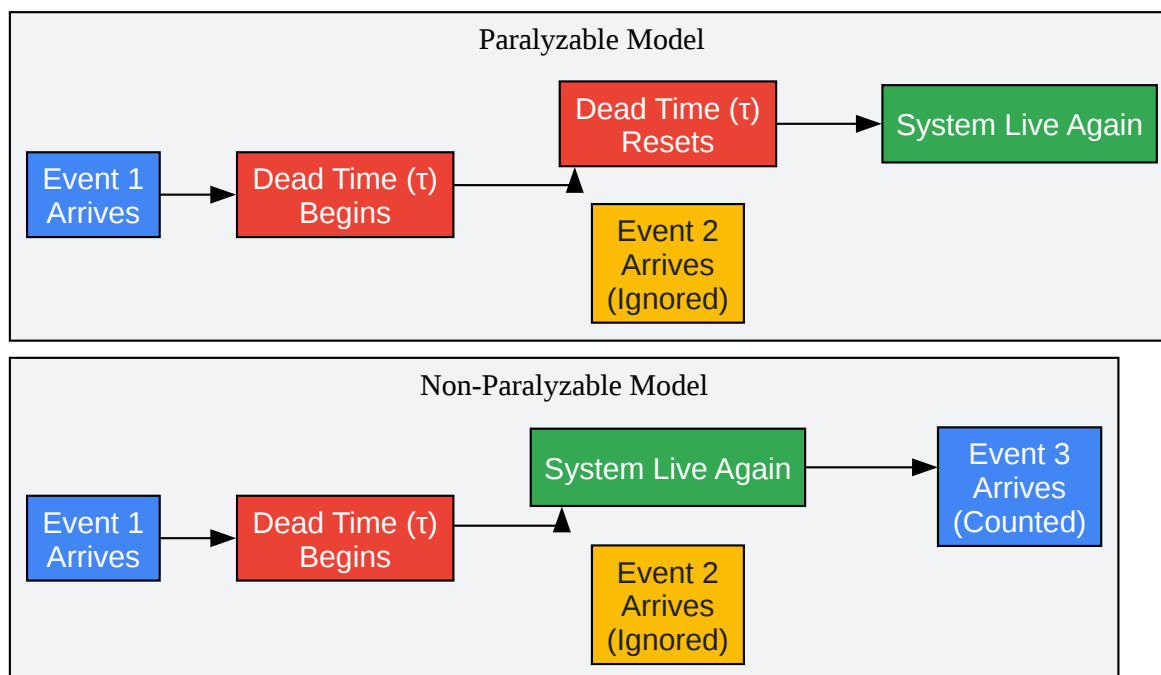 Paralyzable Model
Event 1
Arrives
Dead Time (τ)
Begins
Dead Time (τ)
Resets
System Live Again
Event 2
Arrives
(Ignored)
Non-Paralyzable Model
Event 1
Arrives
Dead Time (τ)
Begins
System Live Again
Event 2
Arrives
(Ignored)
Event 3
Arrives
(Counted)